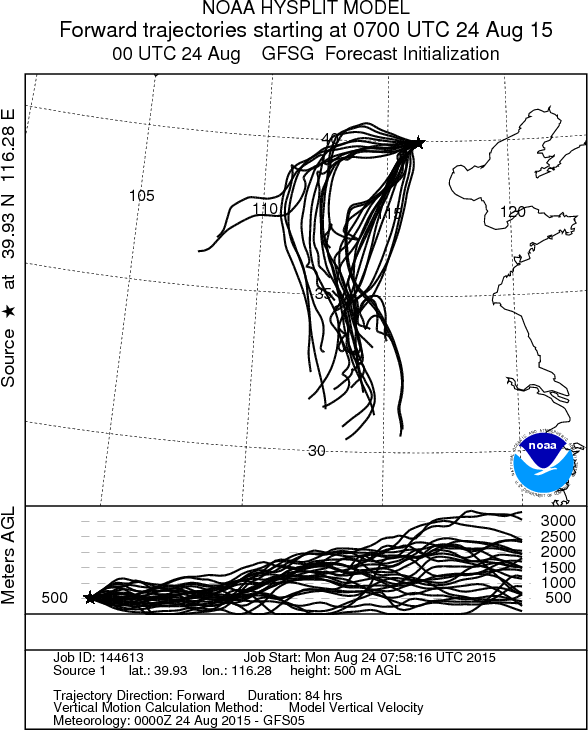 NOAA HYSPLIT MODEL
Forward trajectories starting at 0700 UTC 24 Aug 15
00 UTC 24 Aug    GFSG  Forecast Initialization
Source ★ at 39.93 N 116.28 E
40
105
110
115
120
35
30
noaa
Meters AGL
500
3000
2500
2000
1500
1000
500
Job ID: 144613    Job Start: Mon Aug 24 07:58:16 UTC 2015
Source 1    lat.: 39.93    lon.: 116.28    height: 500 m AGL
Trajectory Direction: Forward    Duration: 84 hrs
Vertical Motion Calculation Method:    Model Vertical Velocity
Meteorology: 0000Z 24 Aug 2015 - GFS05